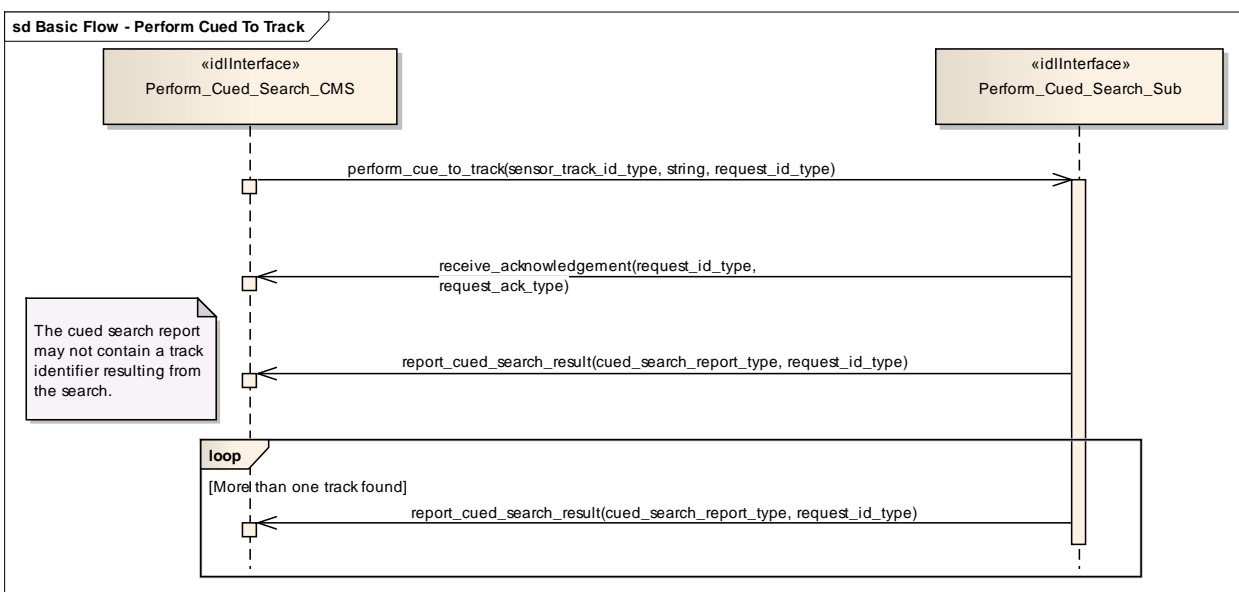 sd Basic Flow - Perform Cued To Track
«idlInterface»
Perform_Cued_Search_CMS
«idlInterface»
Perform_Cued_Search_Sub
perform_cue_to_track(sensor_track_id_type, string, request_id_type)
receive_acknowledgement(request_id_type,
request_ack_type)
The cued search report
may not contain a track
identifier resulting from
the search.
report_cued_search_result(cued_search_report_type, request_id_type)
loop
[More than one track found]
report_cued_search_result(cued_search_report_type, request_id_type)